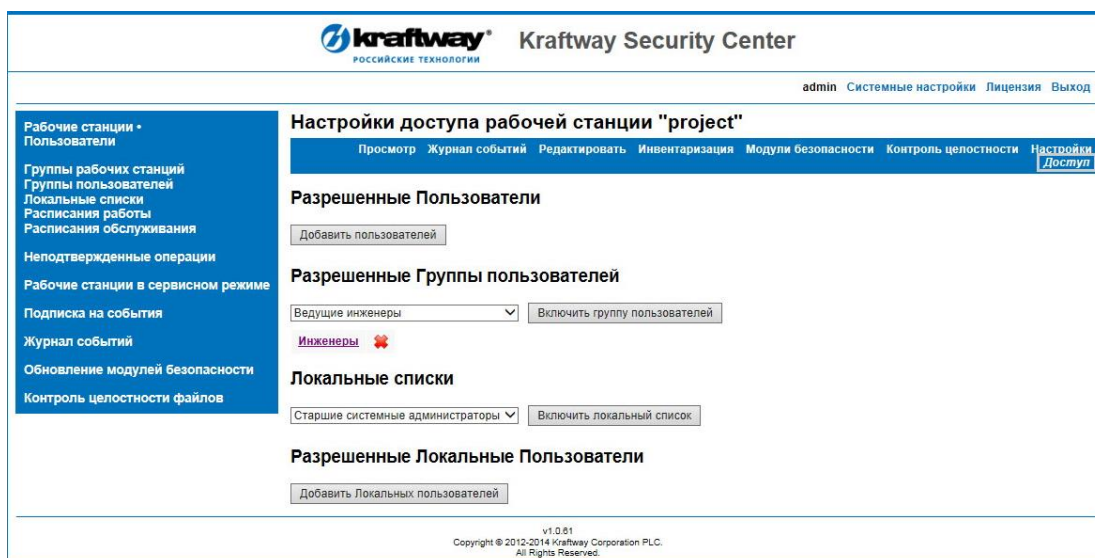 kraftway®
РОССИЙСКИЕ ТЕХНОЛОГИИ
Kraftway Security Center
admin Системные настройки Лицензия Выход
Рабочие станции •
Пользователи
Группы рабочих станций
Группы пользователей
Локальные списки
Расписания работы
Расписания обслуживания
Неподтвержденные операции
Рабочие станции в сервисном режиме
Подписка на события
Журнал событий
Обновление модулей безопасности
Контроль целостности файлов
Настройки доступа рабочей станции "project"
Просмотр Журнал событий Редактировать Инвентаризация Модули безопасности Контроль целостности Настройки
Доступ
Разрешенные Пользователи
Добавить пользователей
Разрешенные Группы пользователей
Ведущие инженеры Включить группу пользователей
Инженеры
Локальные списки
Старшие системные администраторы Включить локальный список
Разрешенные Локальные Пользователи
Добавить Локальных пользователей
v1.0.61
Copyright © 2012-2014 Kraftway Corporation PLC.
All Rights Reserved.